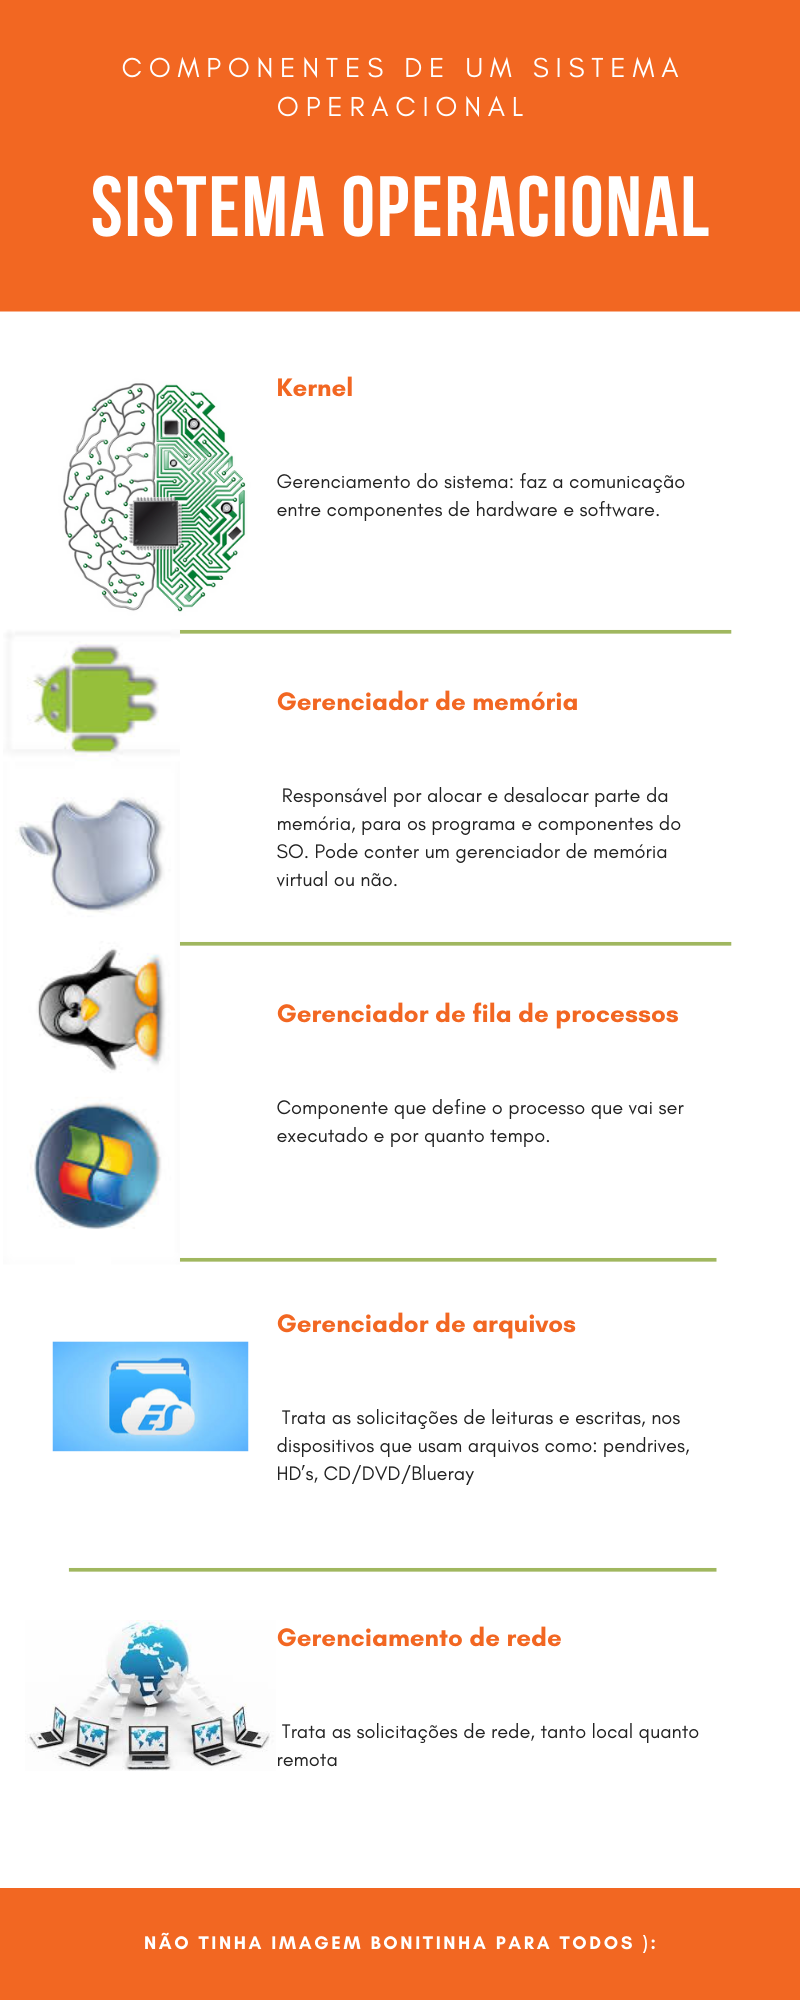 COMPONENTES DE UM SISTEMA
OPERACIONAL
SISTEMA OPERACIONAL
Kernel
Gerenciamento do sistema: faz a comunicação
entre componentes de hardware e software.
Gerenciador de memória
Responsável por alocar e desalocar parte da
memória, para os programa e componentes do
SO. Pode conter um gerenciador de memória
virtual ou não.
Gerenciador de fila de processos
Componente que define o processo que vai ser
executado e por quanto tempo.
Gerenciador de arquivos
ES
Trata as solicitações de leituras e escritas, nos
dispositivos que usam arquivos como: pendrives,
HD's, CD/DVD/Blueray
Gerenciamento de rede
Trata as solicitações de rede, tanto local quanto
remota
NÃO TINHA IMAGEM BONITINHA PARA TODOS ):